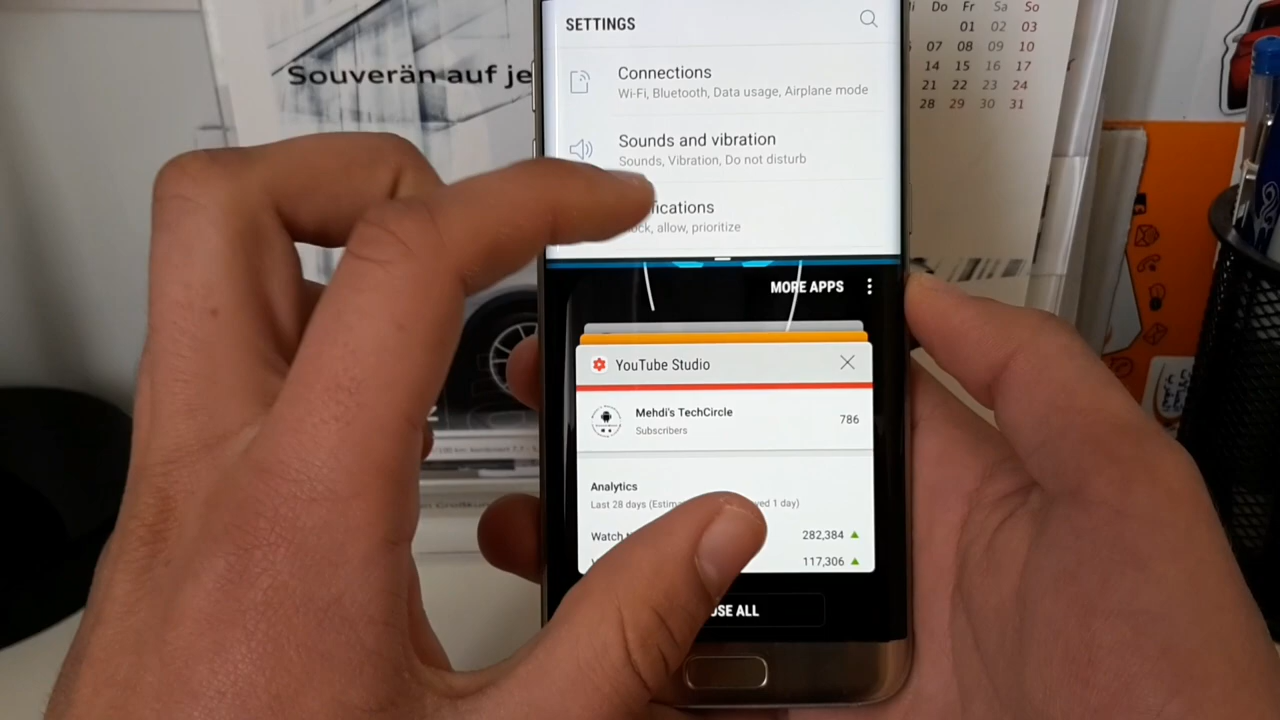 SETTINGS
Souverän auf je
Connections
Wi-Fi, Bluetooth, Data usage, Airplane mode
Sounds and vibration
Sounds, Vibration, Do not disturb
ifications
ock, allow, prioritize
MORE APPS
YouTube Studio
Mehdi's TechCircle
Subscribers
786
Analytics
Last 28 days (Estim ved 1 day)
Watch 282,384
117,306
OSE ALL
Do Fr Sa So
01 02 03
07 08 09 10
14 15 16 17
21 22 23 24
28 29 30 31